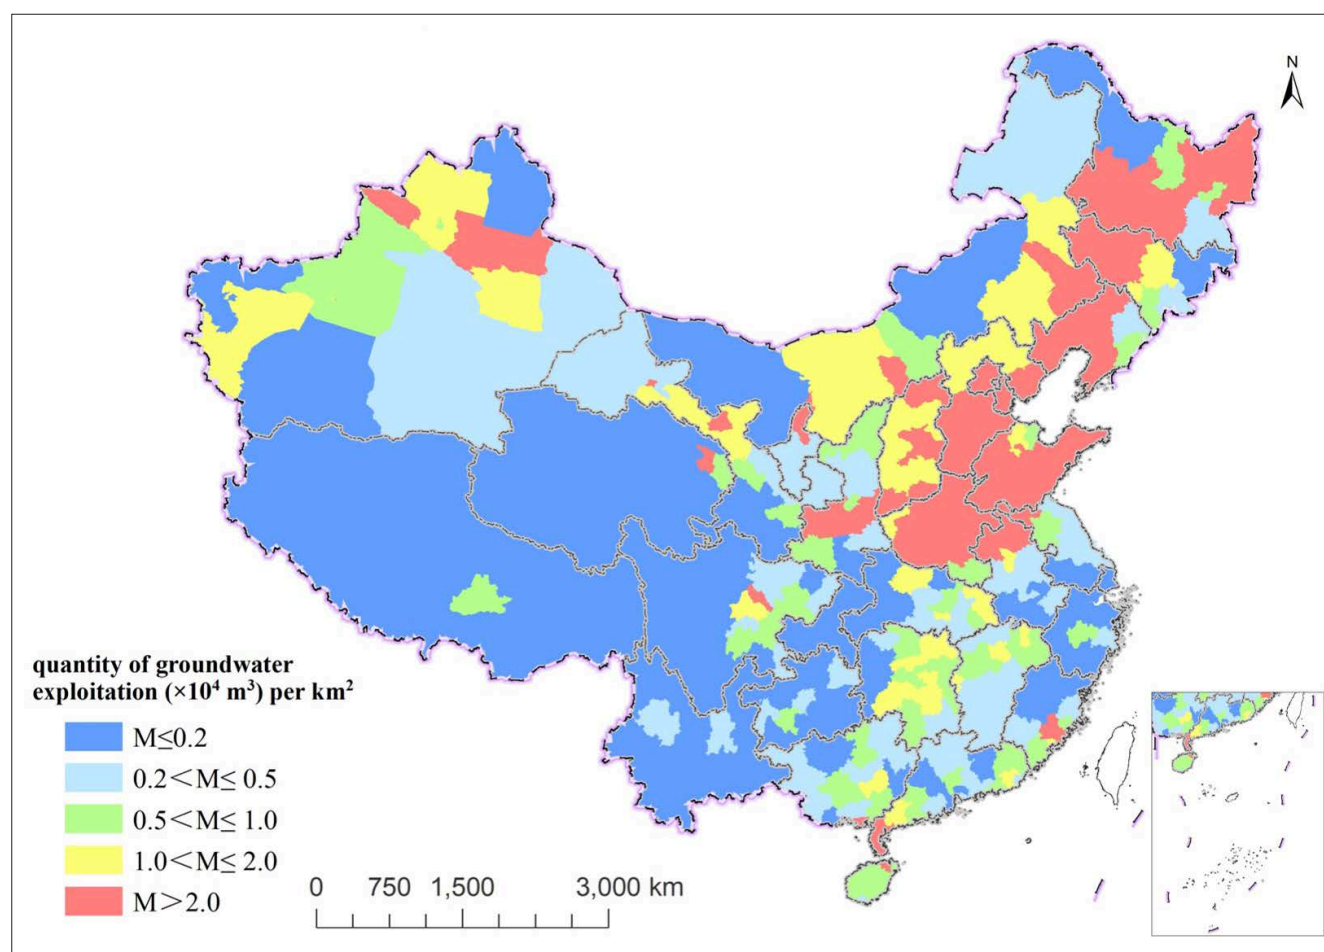 N
quantity of groundwater
exploitation (×10⁴ m³) per km²
M≤0.2
0.2＜M≤ 0.5
0.5＜M≤ 1.0
1.0＜M≤ 2.0
M＞2.0
0 750 1,500 3,000 km